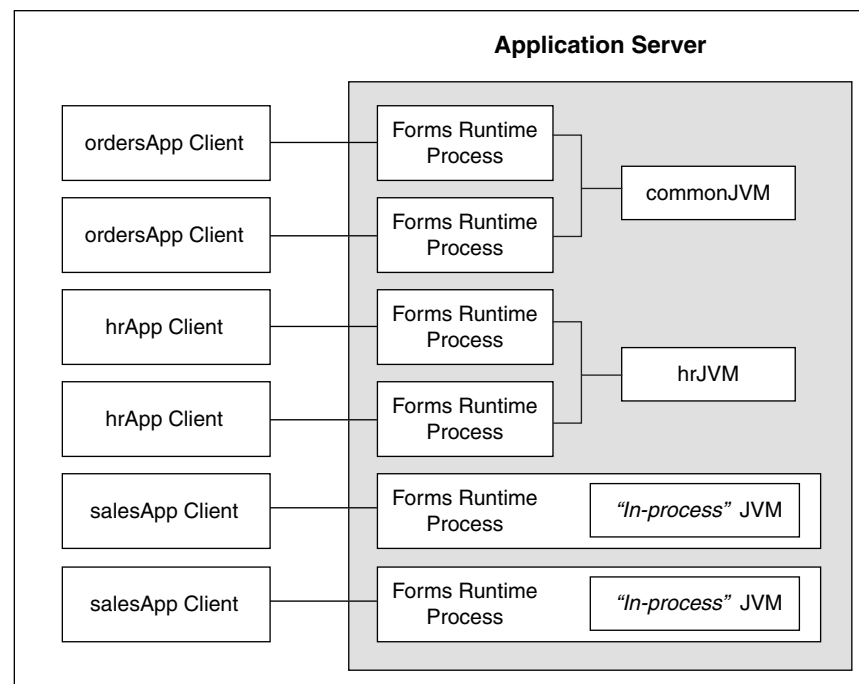 Application Server
ordersApp Client
Forms Runtime
Process
commonJVM
ordersApp Client
Forms Runtime
Process
hrApp Client
Forms Runtime
Process
hrJVM
hrApp Client
Forms Runtime
Process
salesApp Client
Forms Runtime
Process
“In-process” JVM
salesApp Client
Forms Runtime
Process
“In-process” JVM